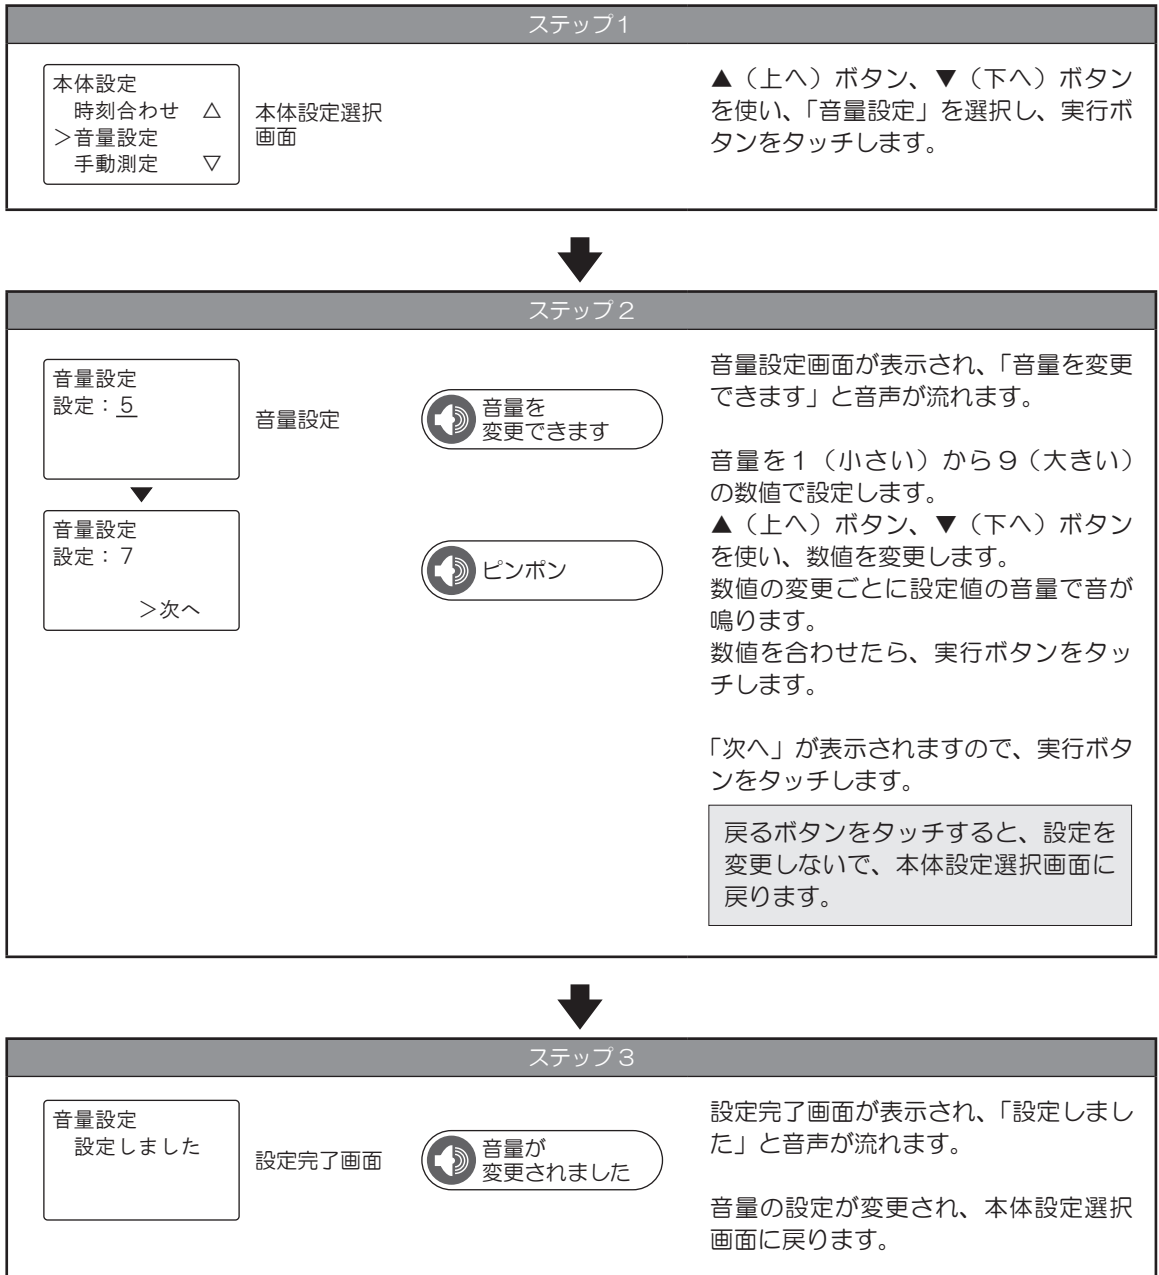 ステップ1
本体設定
時刻合わせ △
＞音量設定
手動測定 ▽
本体設定選択
画面
▲（上へ）ボタン、▼（下へ）ボタン
を使い、「音量設定」を選択し、実行ボ
タンをタッチします。
ステップ2
音量設定
設定：5
音量設定
音量を
変更できます
▼
音量設定
設定：7
＞次へ
ピンポン
音量設定画面が表示され、「音量を変更
できます」と音声が流れます。
音量を1（小さい）から9（大きい）
の数値で設定します。
▲（上へ）ボタン、▼（下へ）ボタン
を使い、数値を変更します。
数値の変更ごとに設定値の音量で音が
鳴ります。
数値を合わせたら、実行ボタンをタッ
チします。
「次へ」が表示されますので、実行ボタ
ンをタッチします。
戻るボタンをタッチすると、設定を
変更しないで、本体設定選択画面に
戻ります。
ステップ3
音量設定
設定しました
設定完了画面
音量が
変更されました
設定完了画面が表示され、「設定しまし
た」と音声が流れます。
音量の設定が変更され、本体設定選択
画面に戻ります。